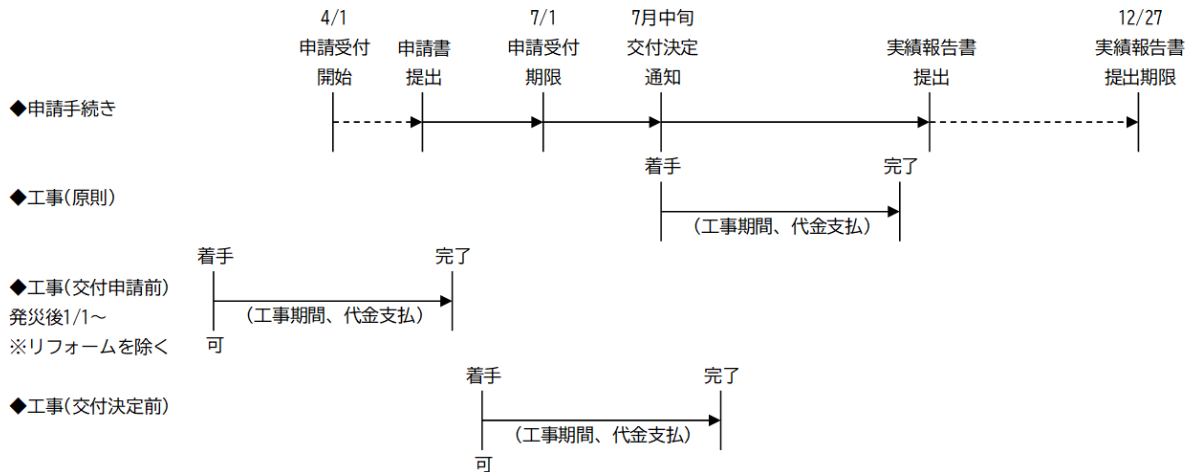 4/1
申請受付
開始
申請書
提出
7/1
申請受付
期限
7月中旬
交付決定
通知
実績報告書
提出
12/27
実績報告書
提出期限
◆申請手続き
着手
完了
◆工事(原則)
(工事期間、代金支払)
着手
完了
◆工事(交付申請前)
発災後1/1～
※リフォームを除く
(工事期間、代金支払)
可
着手
完了
◆工事(交付決定前)
(工事期間、代金支払)
可